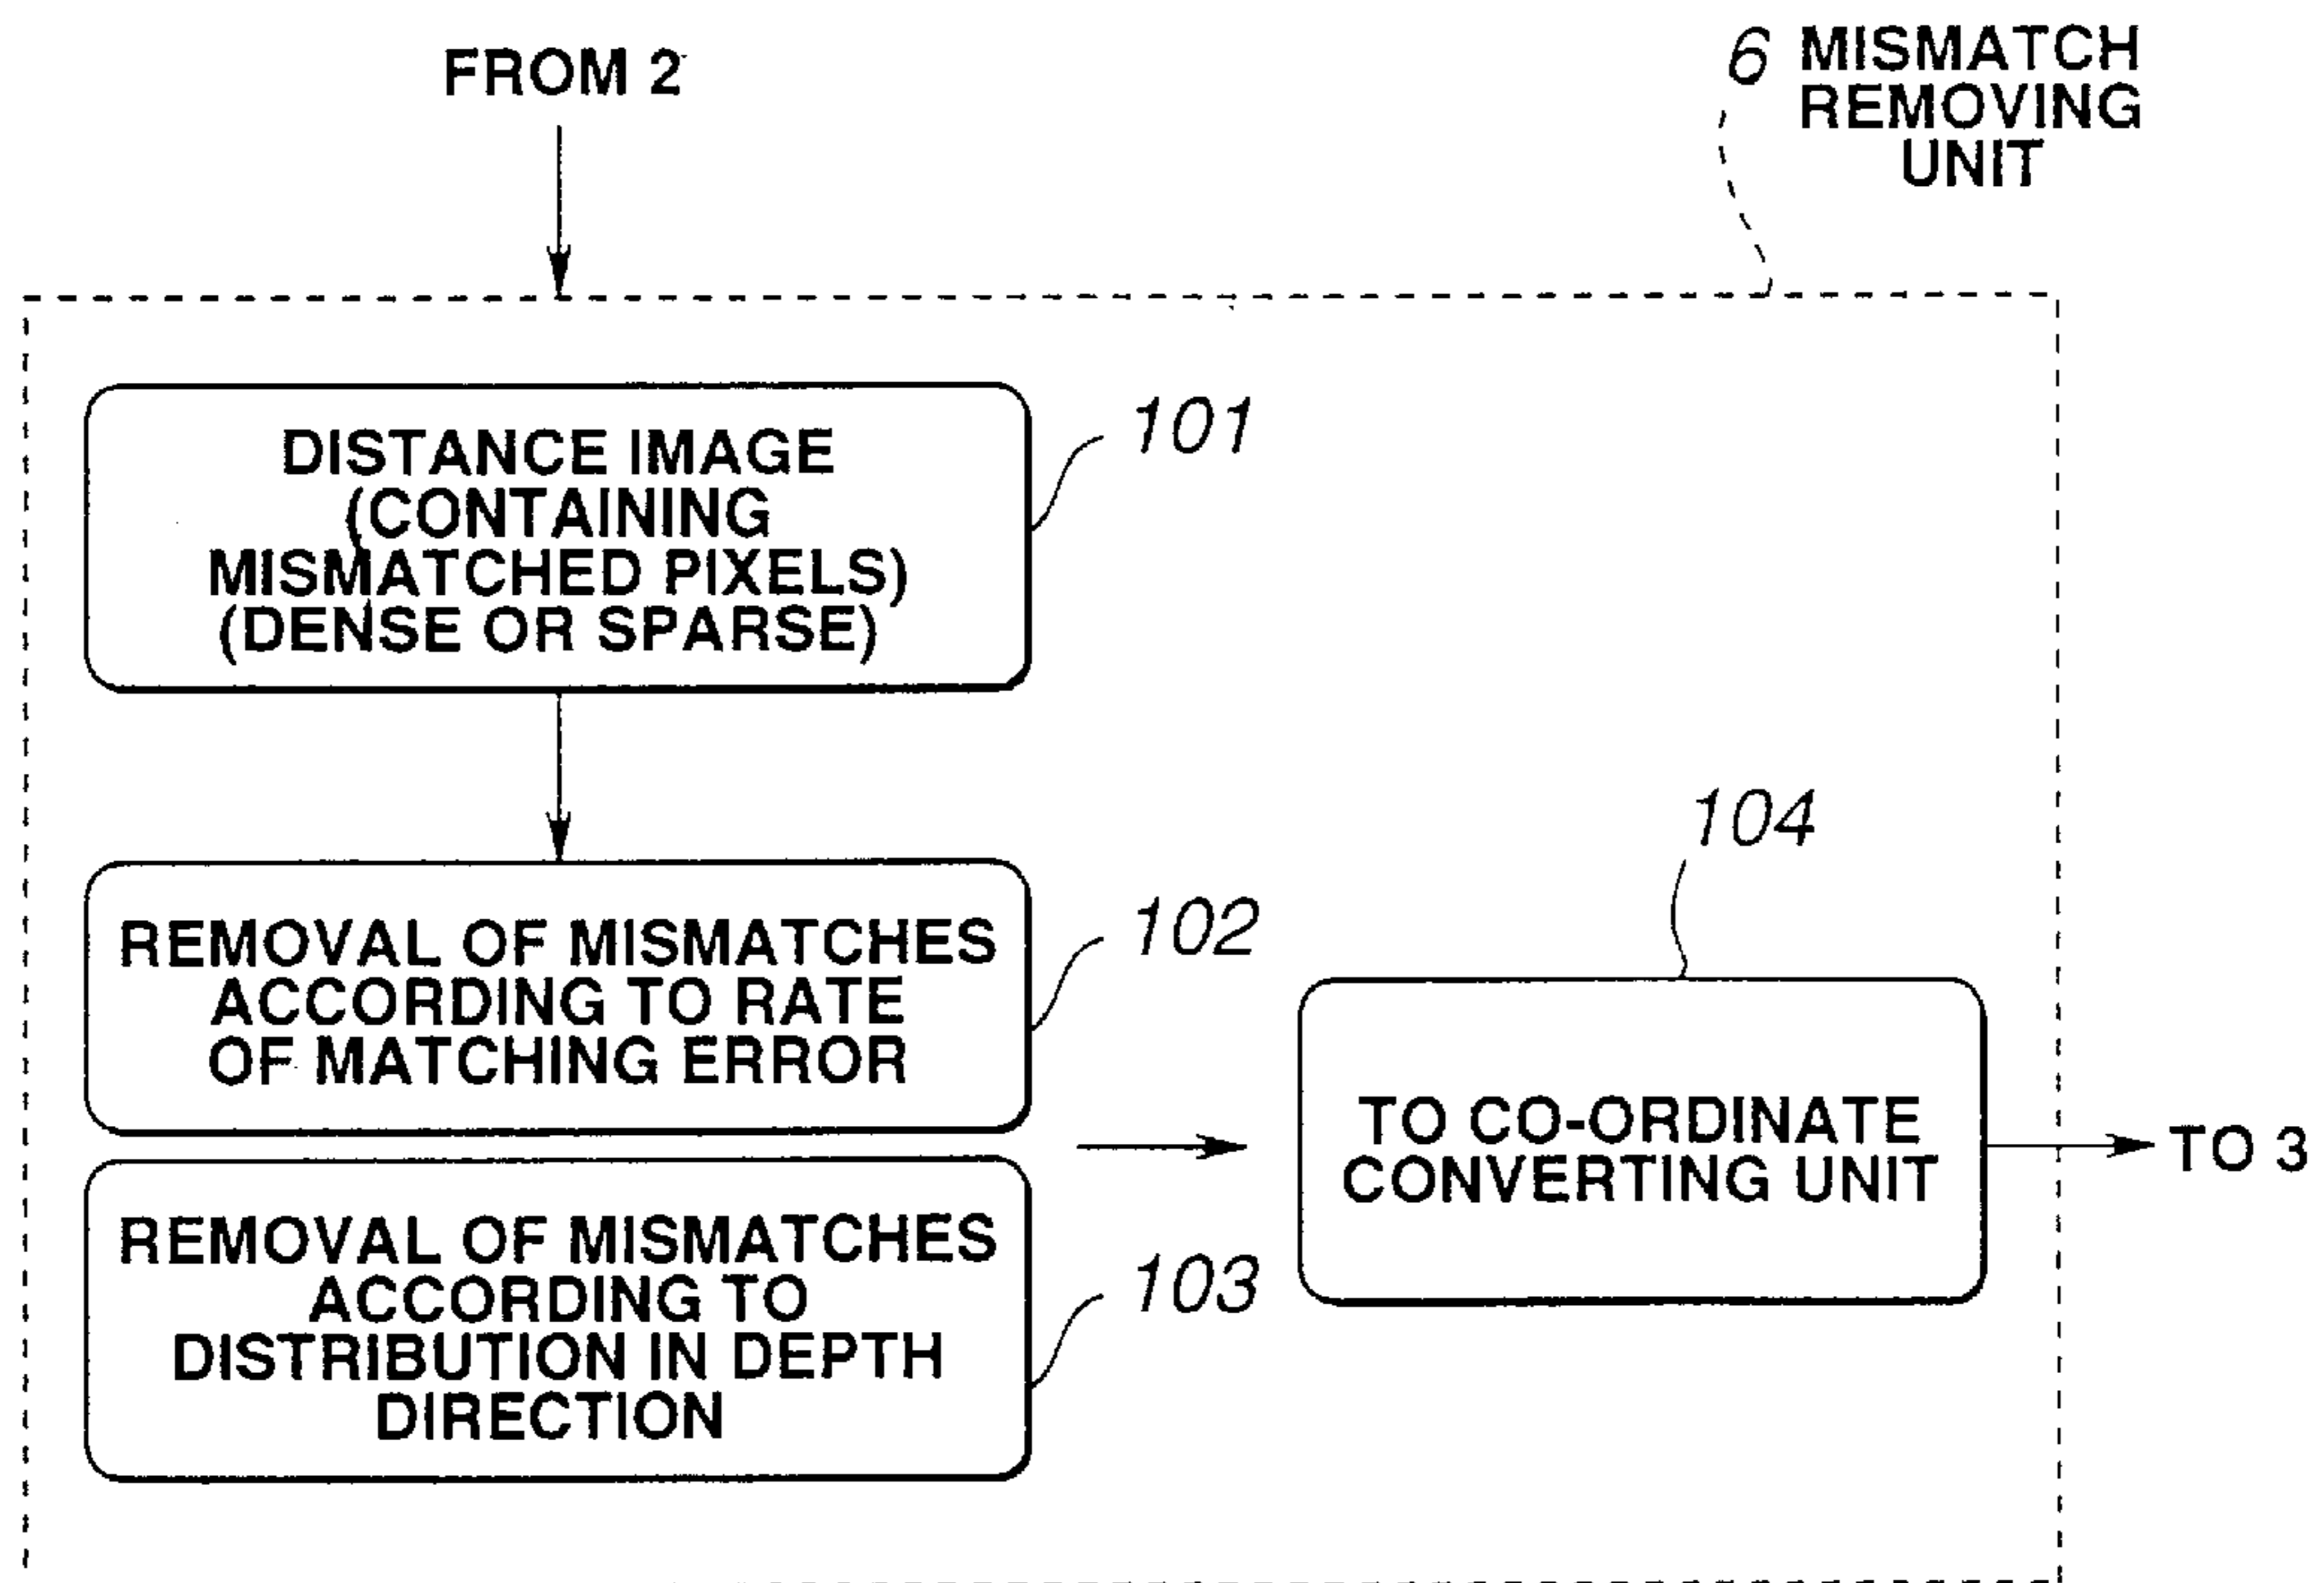 FROM 2
6 MISMATCH
REMOVING
UNIT
DISTANCE IMAGE
(CONTAINING
MISMATCHED PIXELS)
(DENSE OR SPARSE)
101
REMOVAL OF MISMATCHES
ACCORDING TO RATE
OF MATCHING ERROR
102
REMOVAL OF MISMATCHES
ACCORDING TO
DISTRIBUTION IN DEPTH
DIRECTION
103
104
TO CO-ORDINATE
CONVERTING UNIT
TO 3